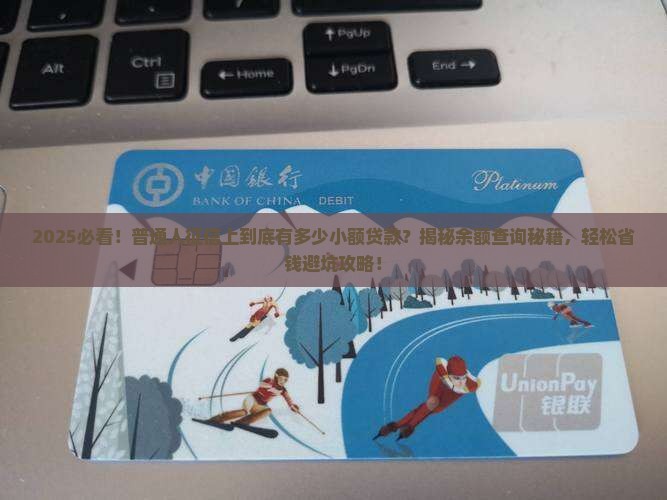 PgUp
Alt
Ctrl
Home
PgDn
End
中国银行
Platinum
BANK OF CHINA DEBIT
2025必看!普通人上到底有多少小额贷款?揭秘余额查询秘籍,轻松省
钱避坑攻略!
UnionPay
银联